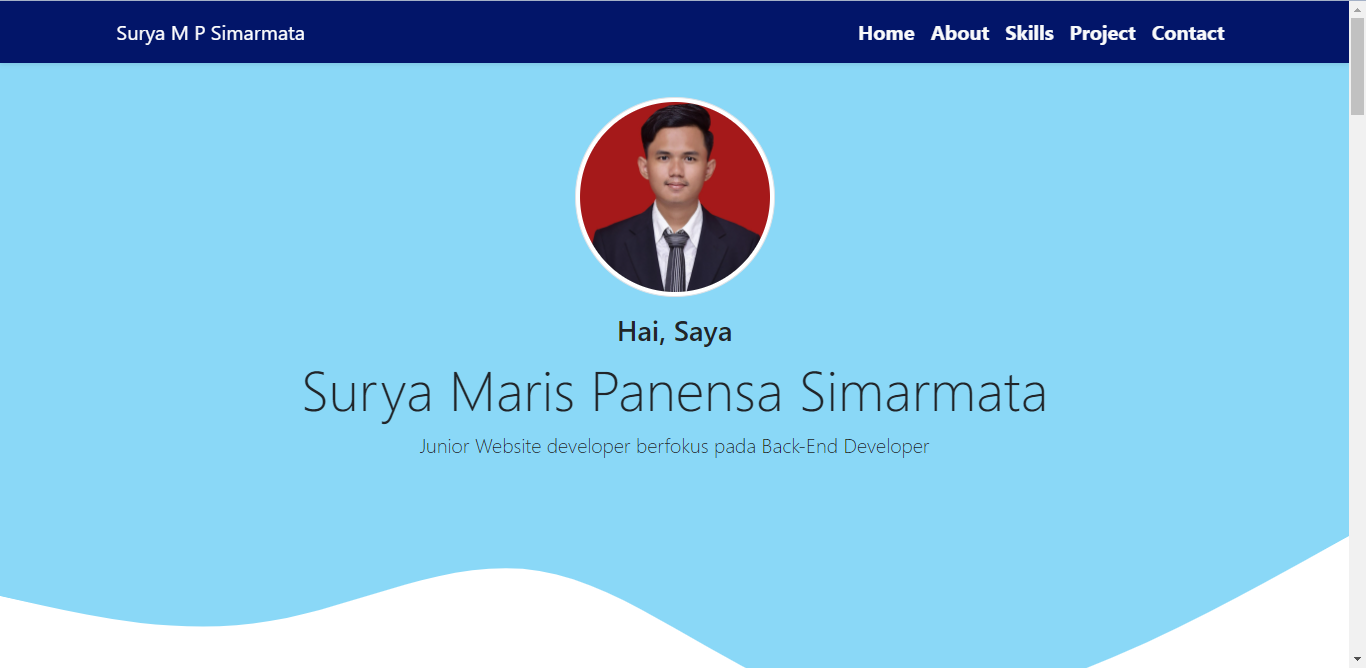 Surya M P Simarmata
Home About Skills Project Contact
Hai, Saya
Surya Maris Panensa Simarmata
Junior Website developer berfokus pada Back-End Developer